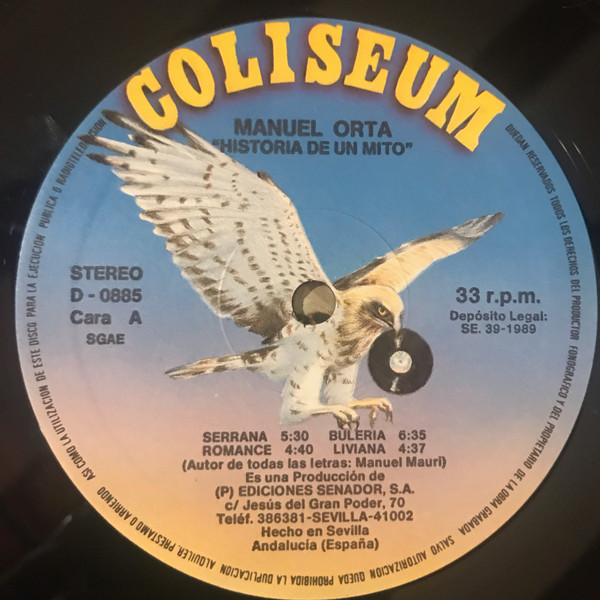 COLISEUM
MANUEL ORTA
"HISTORIA DE UN MITO"
STEREO
D - 0885
Cara A
SGAE
33 r.p.m.
Depósito Legal:
SE. 39-1989
SERRANA 5:30 BULERIA 6:35
ROMANCE 4:40 LIVIANA 4:37
(Autor de todas las letras: Manuel Mauri)
Es una Producción de
(P) EDICIONES SENADOR, S.A.
c/ Jesús del Gran Poder, 70
Teléf. 386381-SEVILLA-41002
Hecho en Sevilla
Andalucía (España)
QUEDAN RESERVADOS TODOS LOS DERECHOS DEL PRODUCTOR FONOGRAFICO Y DEL PROPIETARIO DE LA OBRA GRABADA SALVO AUTORIZACION QUEDA PROHIBIDA LA DUPLICACION ALQUILER, PRESTAMO O ARRIENDO ASI COMO LA UTILIZACION DE ESTE DISCO PARA LA EJECUCION PUBLICA O RADIOTELEDIFUSION